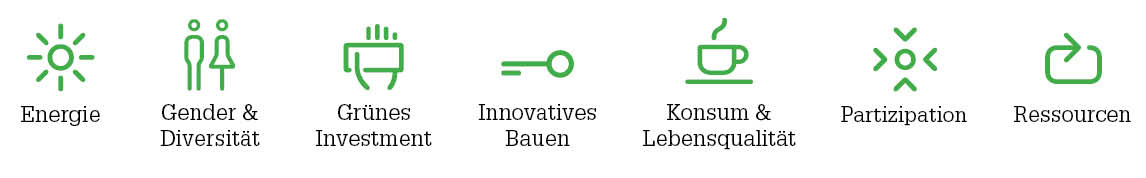 Energie
Gender &
Diversität
Grünes
Investment
Innovatives
Bauen
Konsum &
Lebensqualität
Partizipation
Ressourcen